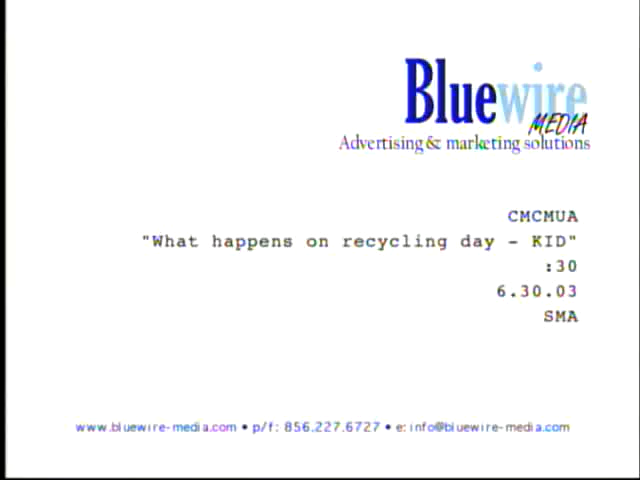 Bluewire
MEDIA
Advertising & marketing solutions
CMCMUA
"What happens on recycling day - KID"
:30
6.30.03
SMA
www.bluewire-media.com • p/f: 856.227.6727 • e: info@bluewire-media.com